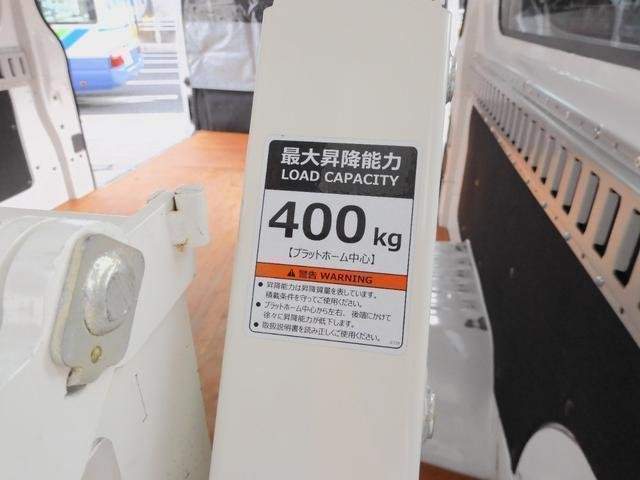 最大昇降能力
LOAD CAPACITY
400 kg
【プラットホーム中心】
警告 WARNING
● 昇降能力は昇降質量を表しています。
積載条件を守ってご使用ください。
● プラットホーム中心から左右、後端にかけて
徐々に昇降能力が低下します。
● 取扱説明書を読み正しくご使用ください。